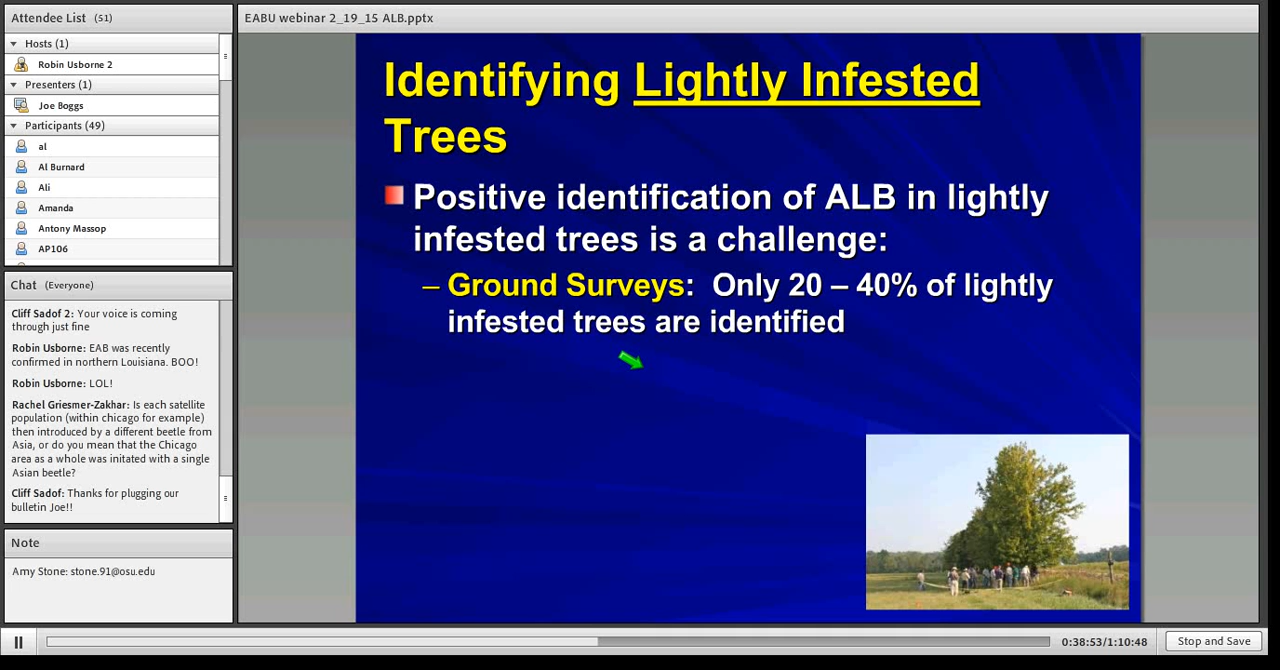 Attendee List (51)
Hosts (1)
Robin Usborne 2
Presenters (1)
Joe Boggs
Participants (49)
al
Al Burnard
Ali
Amanda
Antony Massop
AP106
Chat (Everyone)
Cliff Sadof 2: Your voice is coming
through just fine
Robin Usborne: EAB was recently
confirmed in northern Louisiana. BOO!
Robin Usborne: LOL!
Rachel Griesmer-Zakhar: Is each satellite
population (within chicago for example)
then introduced by a different beetle from
Asia, or do you mean that the Chicago
area as a whole was initated with a single
Asian beetle?
Cliff Sadof: Thanks for plugging our
bulletin Joe!!
Note
Amy Stone: stone.91@osu.edu
EABU webinar 2_19_15 ALB.pptx
Identifying Lightly Infested
Trees
Positive identification of ALB in lightly
infested trees is a challenge:
– Ground Surveys: Only 20 – 40% of lightly
infested trees are identified
0:38:53/1:10:48
Stop and Save